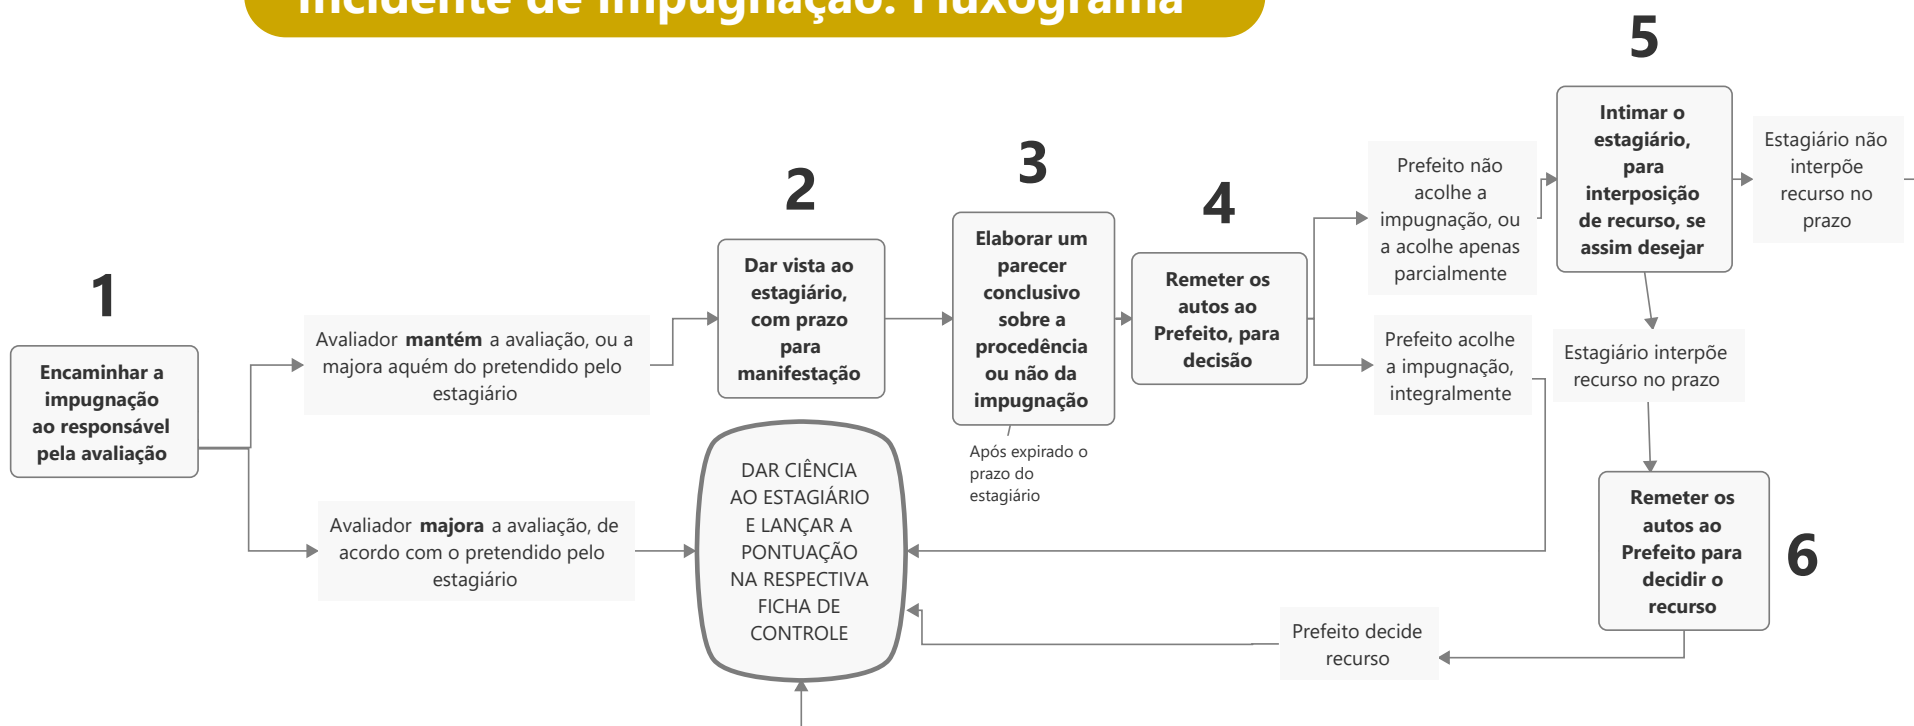 Incidente de Impugnação: Fluxograma
1
Encaminhar a
impugnação
ao responsável
pela avaliação
Avaliador mantém a avaliação, ou a
majora aquém do pretendido pelo
estagiário
Avaliador majora a avaliação, de
acordo com o pretendido pelo
estagiário
2
Dar vista ao
estagiário,
com prazo
para
manifestação
DAR CIÊNCIA
AO ESTAGIÁRIO
E LANÇAR A
PONTUAÇÃO
NA RESPECTIVA
FICHA DE
CONTROLE
3
Elaborar um
parecer
conclusivo
sobre a
procedência
ou não da
impugnação
Após expirado o
prazo do
estagiário
4
Remeter os
autos ao
Prefeito, para
decisão
Prefeito não
acolhe a
impugnação, ou
a acolhe apenas
parcialmente
Prefeito acolhe
a impugnação,
integralmente
5
Intimar o
estagiário,
para
interposição
de recurso, se
assim desejar
Estagiário não
interpõe
recurso no
prazo
Estagiário interpõe
recurso no prazo
Remeter os
autos ao
Prefeito para
decidir o
recurso
6
Prefeito decide
recurso